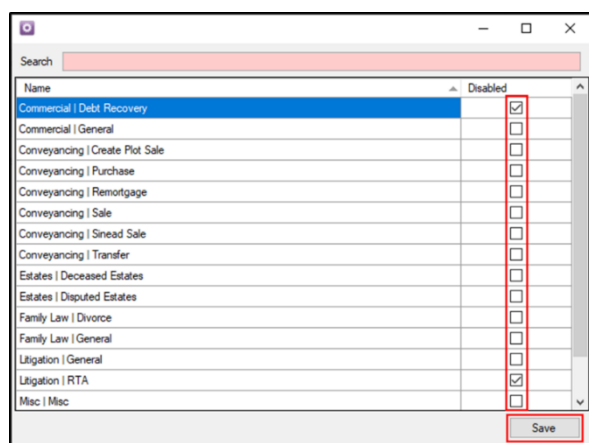 Search
Name Disabled
Commercial | Debt Recovery
Commercial | General
Conveyancing | Create Plot Sale
Conveyancing | Purchase
Conveyancing | Remortgage
Conveyancing | Sale
Conveyancing | Sinead Sale
Conveyancing | Transfer
Estates | Deceased Estates
Estates | Disputed Estates
Family Law | Divorce
Family Law | General
Litigation | General
Litigation | RTA
Misc | Misc
Save